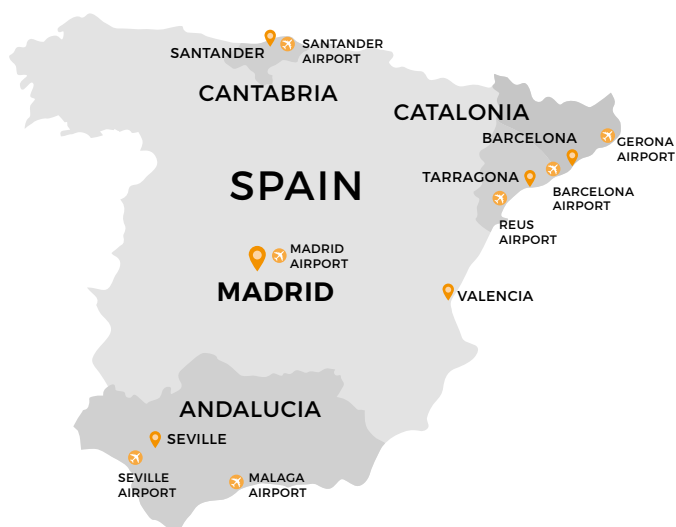 SANTANDER
SANTANDER
AIRPORT
CANTABRIA
CATALONIA
BARCELONA
GERONA
AIRPORT
TARRAGONA
BARCELONA
AIRPORT
SPAIN
REUS
AIRPORT
MADRID
AIRPORT
MADRID
VALENCIA
ANDALUCIA
SEVILLE
SEVILLE
AIRPORT
MALAGA
AIRPORT